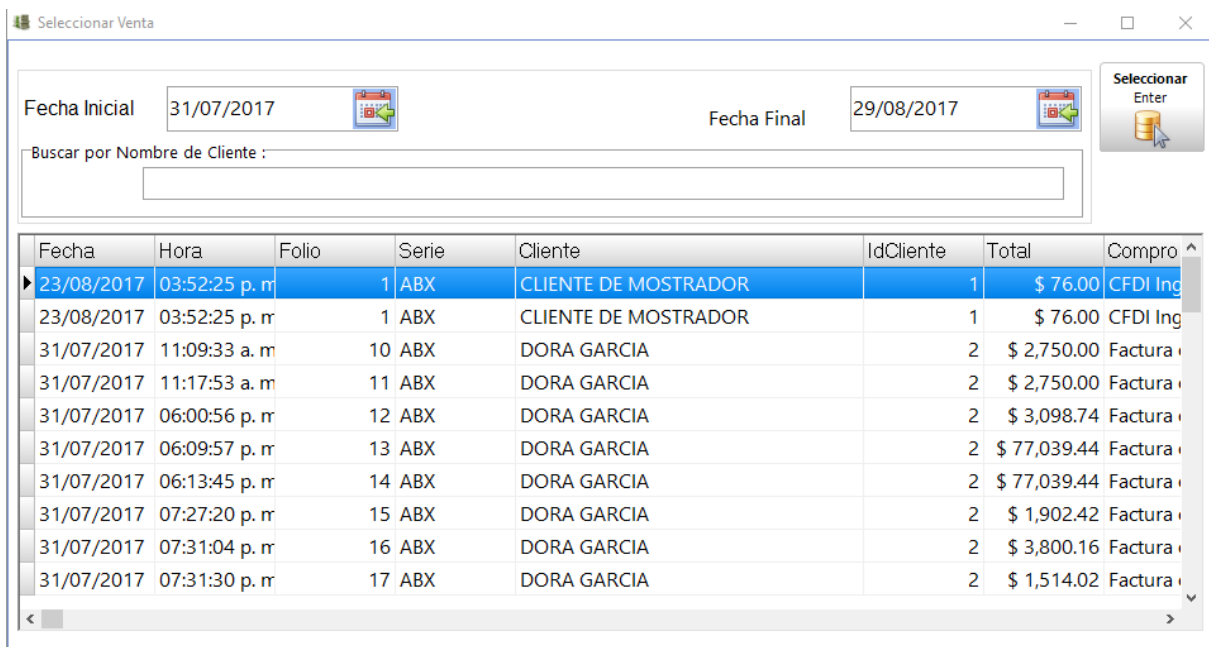 Seleccionar Venta
Seleccionar
Enter
Fecha Inicial 31/07/2017 Fecha Final 29/08/2017
Buscar por Nombre de Cliente :
Fecha Hora Folio Serie Cliente IdCliente Total Compro
23/08/2017 03:52:25 p. m 1 ABX CLIENTE DE MOSTRADOR 1 $ 76.00 CFDI Ing
23/08/2017 03:52:25 p. m 1 ABX CLIENTE DE MOSTRADOR 1 $ 76.00 CFDI Ing
31/07/2017 11:09:33 a. m 10 ABX DORA GARCIA 2 $ 2,750.00 Factura
31/07/2017 11:17:53 a. m 11 ABX DORA GARCIA 2 $ 2,750.00 Factura
31/07/2017 06:00:56 p. m 12 ABX DORA GARCIA 2 $ 3,098.74 Factura
31/07/2017 06:09:57 p. m 13 ABX DORA GARCIA 2 $ 77,039.44 Factura
31/07/2017 06:13:45 p. m 14 ABX DORA GARCIA 2 $ 77,039.44 Factura
31/07/2017 07:27:20 p. m 15 ABX DORA GARCIA 2 $ 1,902.42 Factura
31/07/2017 07:31:04 p. m 16 ABX DORA GARCIA 2 $ 3,800.16 Factura
31/07/2017 07:31:30 p. m 17 ABX DORA GARCIA 2 $ 1,514.02 Factura